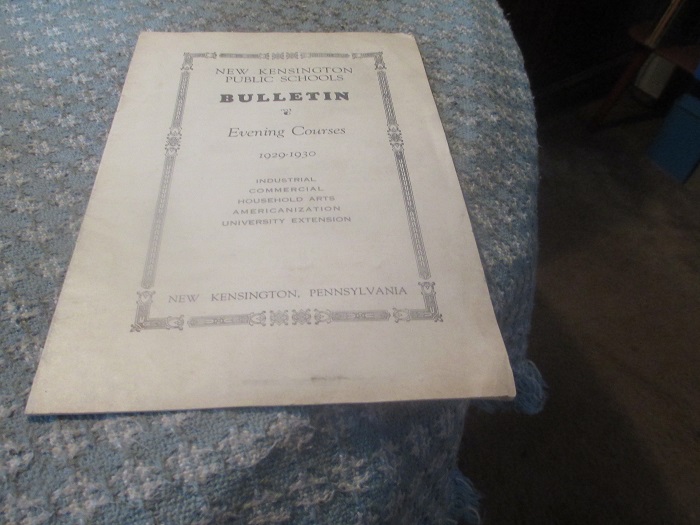 NEW KENSINGTON
PUBLIC SCHOOLS
BULLETIN
Evening Courses
1929-1930
INDUSTRIAL
COMMERCIAL
HOUSEHOLD ARTS
AMERICANIZATION
UNIVERSITY EXTENSION
NEW KENSINGTON, PENNSYLVANIA